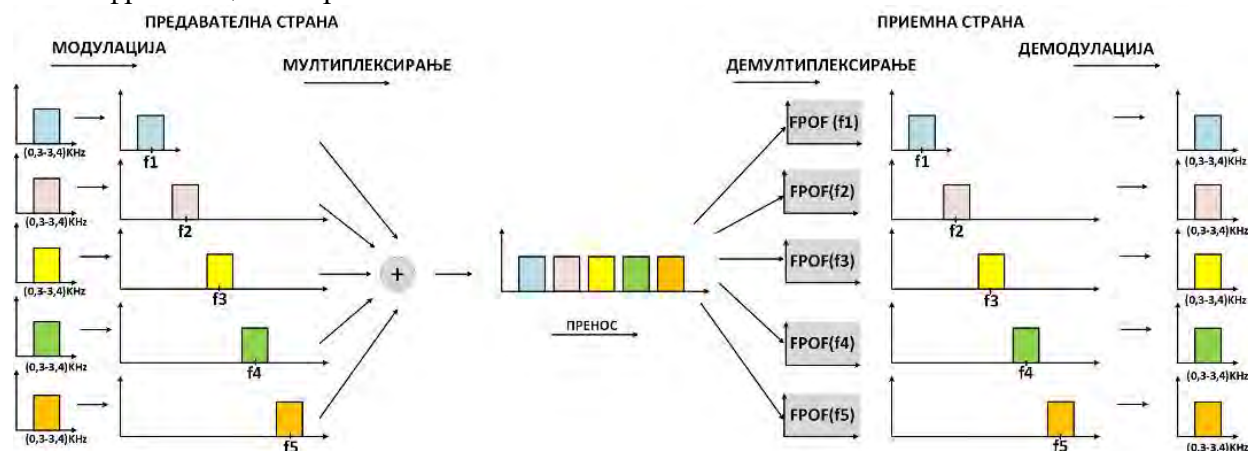 ПРЕДАВАТЕЛНА СТРАНА
ПРИЕМНА СТРАНА
МОДУЛАЦИЈА
МУЛТИПЛЕКСИРАЊЕ
ДЕМУЛТИПЛЕКСИРАЊЕ
ДЕМОДУЛАЦИЈА
(0,3-3,4)KHz
f1
FPOF (f1)
f1
(0,3-3,4)KHz
(0,3-3,4)KHz
f2
FPOF(f2)
f2
(0,3-3,4)KHz
(0,3-3,4)KHz
f3
+
FPOF(f3)
f3
(0,3-3,4)KHz
ПРЕНОС
(0,3-3,4)KHz
f4
FPOF(f4)
f4
(0,3-3,4)KHz
(0,3-3,4)KHz
f5
FPOF(f5)
f5
(0,3-3,4)KHz